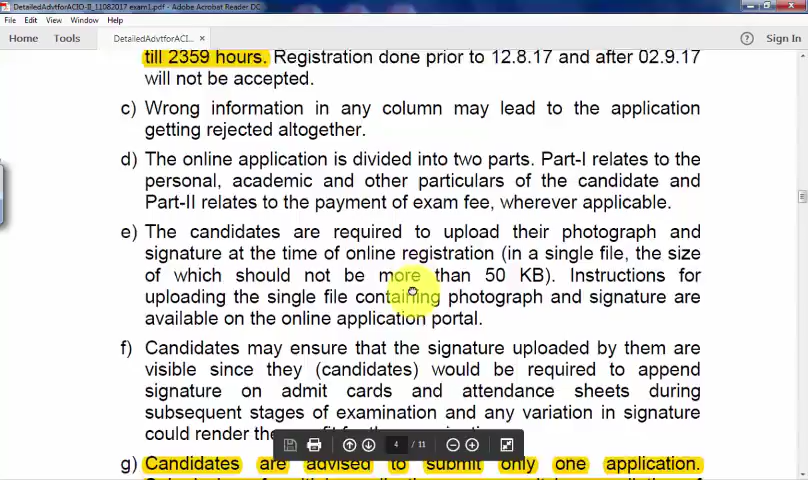 DetailedAdvtforACIO-II_11082017 exam1.pdf - Adobe Acrobat Reader DC
File Edit View Window Help
Home Tools DetailedAdvtforACI... × ? Sign In
till 2359 hours. Registration done prior to 12.8.17 and after 02.9.17
will not be accepted.
c) Wrong information in any column may lead to the application
getting rejected altogether.
d) The online application is divided into two parts. Part-I relates to the
personal, academic and other particulars of the candidate and
Part-II relates to the payment of exam fee, wherever applicable.
e) The candidates are required to upload their photograph and
signature at the time of online registration (in a single file, the size
of which should not be more than 50 KB). Instructions for
uploading the single file containing photograph and signature are
available on the online application portal.
f) Candidates may ensure that the signature uploaded by them are
visible since they (candidates) would be required to append
signature on admit cards and attendance sheets during
subsequent stages of examination and any variation in signature
could render the
4 / 11
g) Candidates are advised to submit only one application.